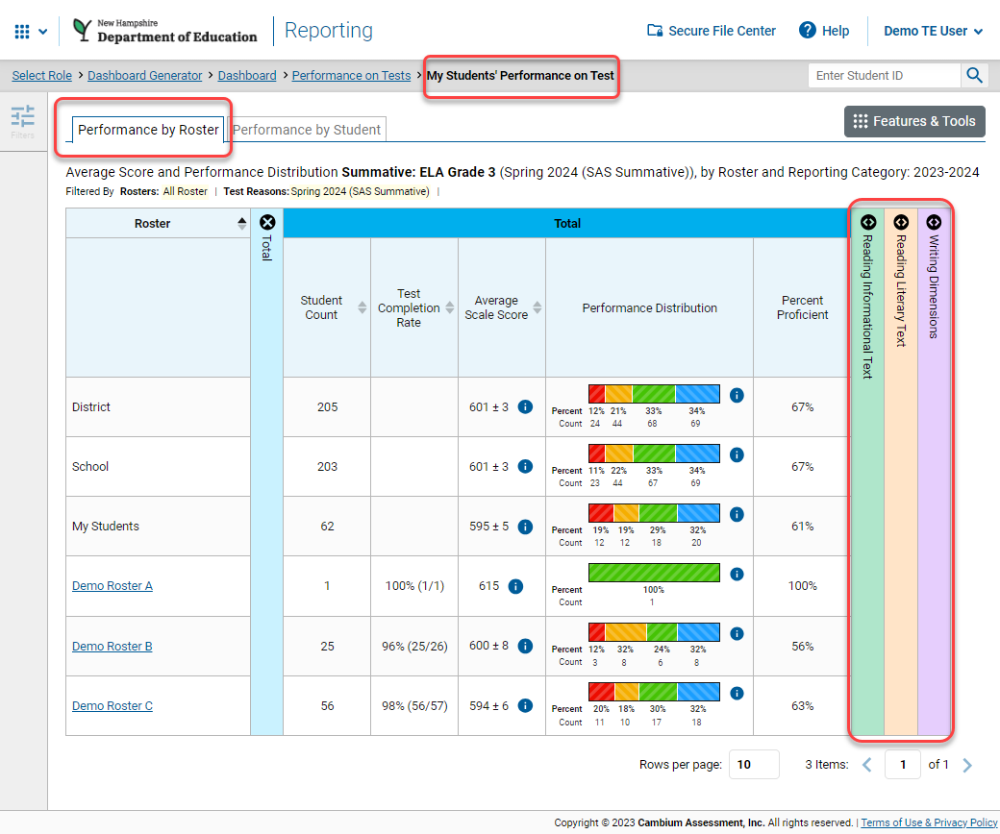 New Hampshire
Department of Education
Reporting
Secure File Center
? Help
Demo TE User
Select Role > Dashboard Generator > Dashboard > Performance on Tests > My Students' Performance on Test
Enter Student ID
Filters
Performance by Roster
Performance by Student
Features & Tools
Average Score and Performance Distribution Summative: ELA Grade 3 (Spring 2024 (SAS Summative)), by Roster and Reporting Category: 2023-2024
Filtered By Rosters: All Roster | Test Reasons: Spring 2024 (SAS Summative) |
Roster
Total
Total
Reading Informational Text
Reading Literary Text
Writing Dimensions
Student Count
Test Completion Rate
Average Scale Score
Performance Distribution
Percent Proficient
District 205 601 ± 3 i i 67%
Percent 12% 21% 33% 34%
Count 24 44 68 69
School 203 601 ± 3 i i 67%
Percent 11% 22% 33% 34%
Count 23 44 67 69
My Students 62 595 ± 5 i i 61%
Percent 19% 19% 29% 32%
Count 12 12 18 20
Demo Roster A 1 100% (1/1) 615 i i 100%
Percent 100%
Count 1
Demo Roster B 25 96% (25/26) 600 ± 8 i i 56%
Percent 12% 32% 24% 32%
Count 3 8 6 8
Demo Roster C 56 98% (56/57) 594 ± 6 i i 63%
Percent 20% 18% 30% 32%
Count 11 10 17 18
Rows per page: 10 3 Items: 1 of 1
Copyright © 2023 Cambium Assessment, Inc. All rights reserved. | Terms of Use & Privacy Policy